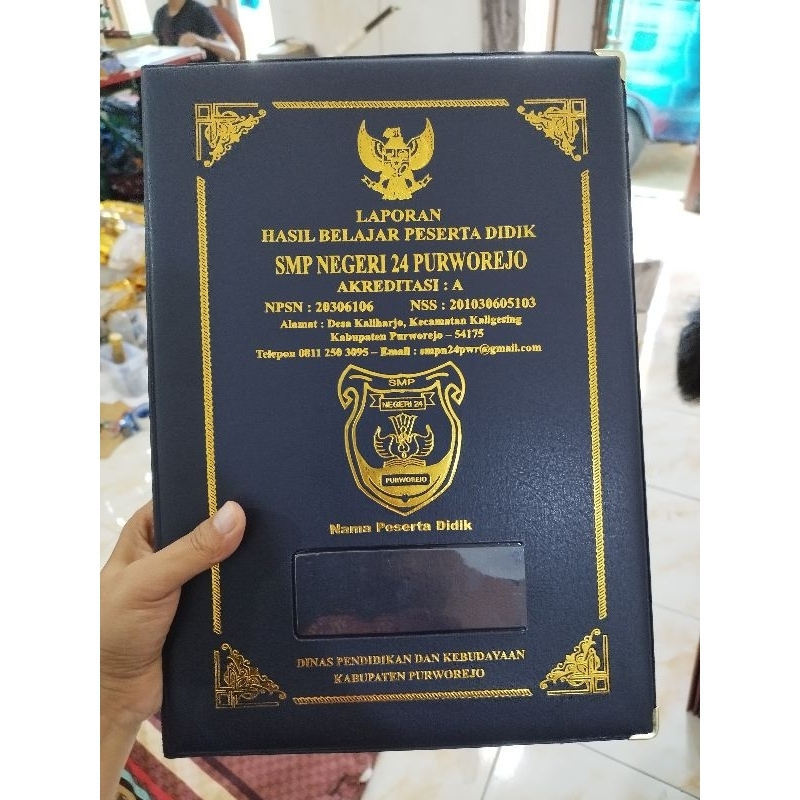 LAPORAN
HASIL BELAJAR PESERTA DIDIK
SMP NEGERI 24 PURWOREJO
AKREDITASI : A
NPSN : 20306106 NSS : 201030605103
Alamat : Desa Kaliharjo, Kecamatan Kaligesing
Kabupaten Purworejo – 54175
Telepon 0811 250 3095 – Email : smpn24pwr@gmail.com
SMP
NEGERI 24
PURWOREJO
Nama Peserta Didik
DINAS PENDIDIKAN DAN KEBUDAYAAN
KABUPATEN PURWOREJO